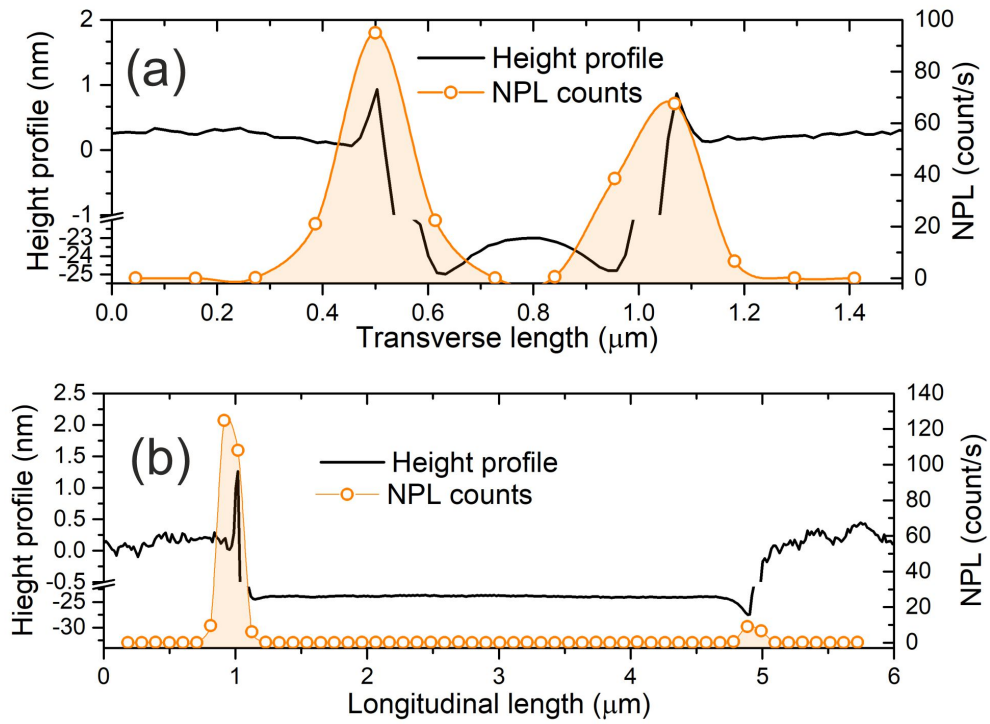 (a)
Height profile
NPL counts
Height profile (nm)
2
1
0
-1
-23
-24
-25
NPL (count/s)
100
80
60
40
20
0
0.0 0.2 0.4 0.6 0.8 1.0 1.2 1.4
Transverse length (μm)
(b)
Height profile
NPL counts
Hieght profile (nm)
2.5
2.0
1.5
1.0
0.5
0.0
-0.5
-25
-30
NPL (count/s)
140
120
100
80
60
40
20
0
0 1 2 3 4 5 6
Longitudinal length (μm)